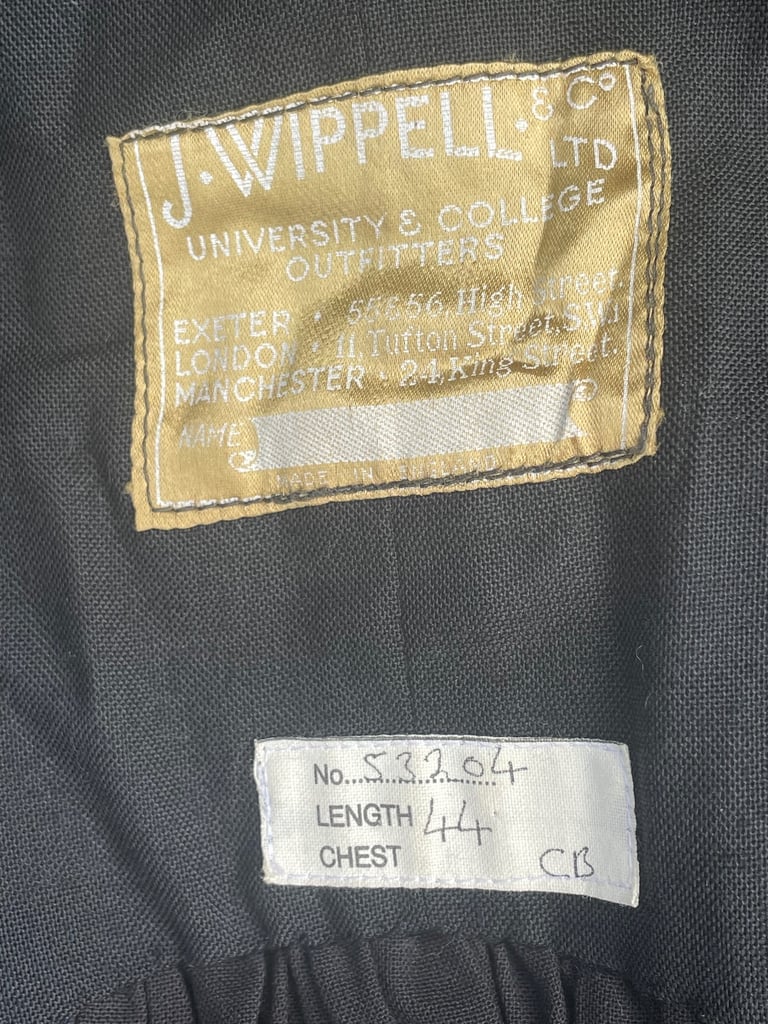 J. WIPPELL. & Co
LTD
UNIVERSITY & COLLEGE
OUTFITTERS
EXETER • 55&56, High Street.
LONDON • 11, Tufton Street, S.W.1
MANCHESTER • 24, King Street.
NAME
MADE IN ENGLAND
No....53204
LENGTH 44
CHEST CB